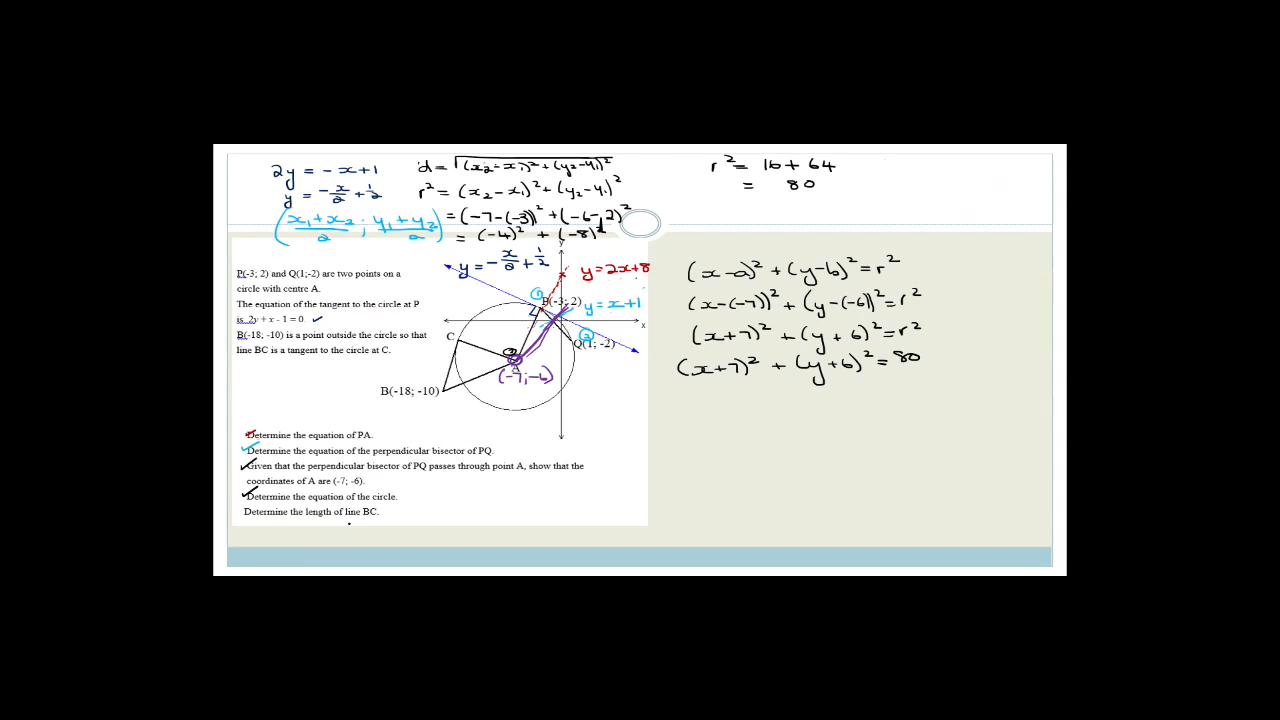 2y = -x+1
y = -x/2 + 1/2
(x₁+x₂/2 ; y₁+y₂/2)
d = √(x₂-x₁)²+(y₂-y₁)²
r² = (x₂-x₁)²+(y₂-y₁)²
= (-7-(-3))²+(-6-2)²
= (-4)² + (-8)²
r² = 16 + 64
= 80
P(-3; 2) and Q(1;-2) are two points on a
circle with centre A.
The equation of the tangent to the circle at P
is 2y + x - 1 = 0. ✓
B(-18; -10) is a point outside the circle so that
line BC is a tangent to the circle at C.
y = -x/2 + 1/2
y
y=2x+8
①
P(-3; 2)
y = x+1
x
②
Q(1; -2)
C
A
(-7;-6)
B(-18; -10)
Determine the equation of PA.
Determine the equation of the perpendicular bisector of PQ.
Given that the perpendicular bisector of PQ passes through point A, show that the
coordinates of A are (-7; -6).
Determine the equation of the circle.
Determine the length of line BC.
(x-a)² + (y-b)² = r²
(x-(-7))² + (y-(-6))² = r²
(x+7)² + (y+6)² = r²
(x+7)² + (y+6)² = 80